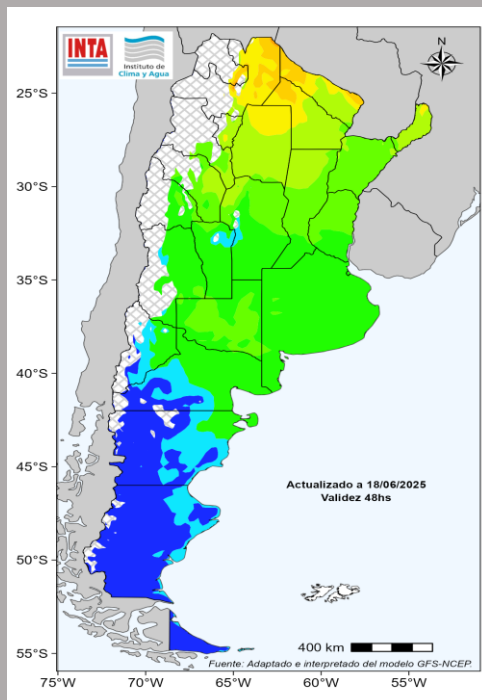 INTA
Instituto de
Clima y Agua
N
25°S
30°S
35°S
40°S
45°S
50°S
55°S
Actualizado a 18/06/2025
Validez 48hs
400 km
Fuente: Adaptado e interpretado del modelo GFS-NCEP.
75°W
70°W
65°W
60°W
55°W